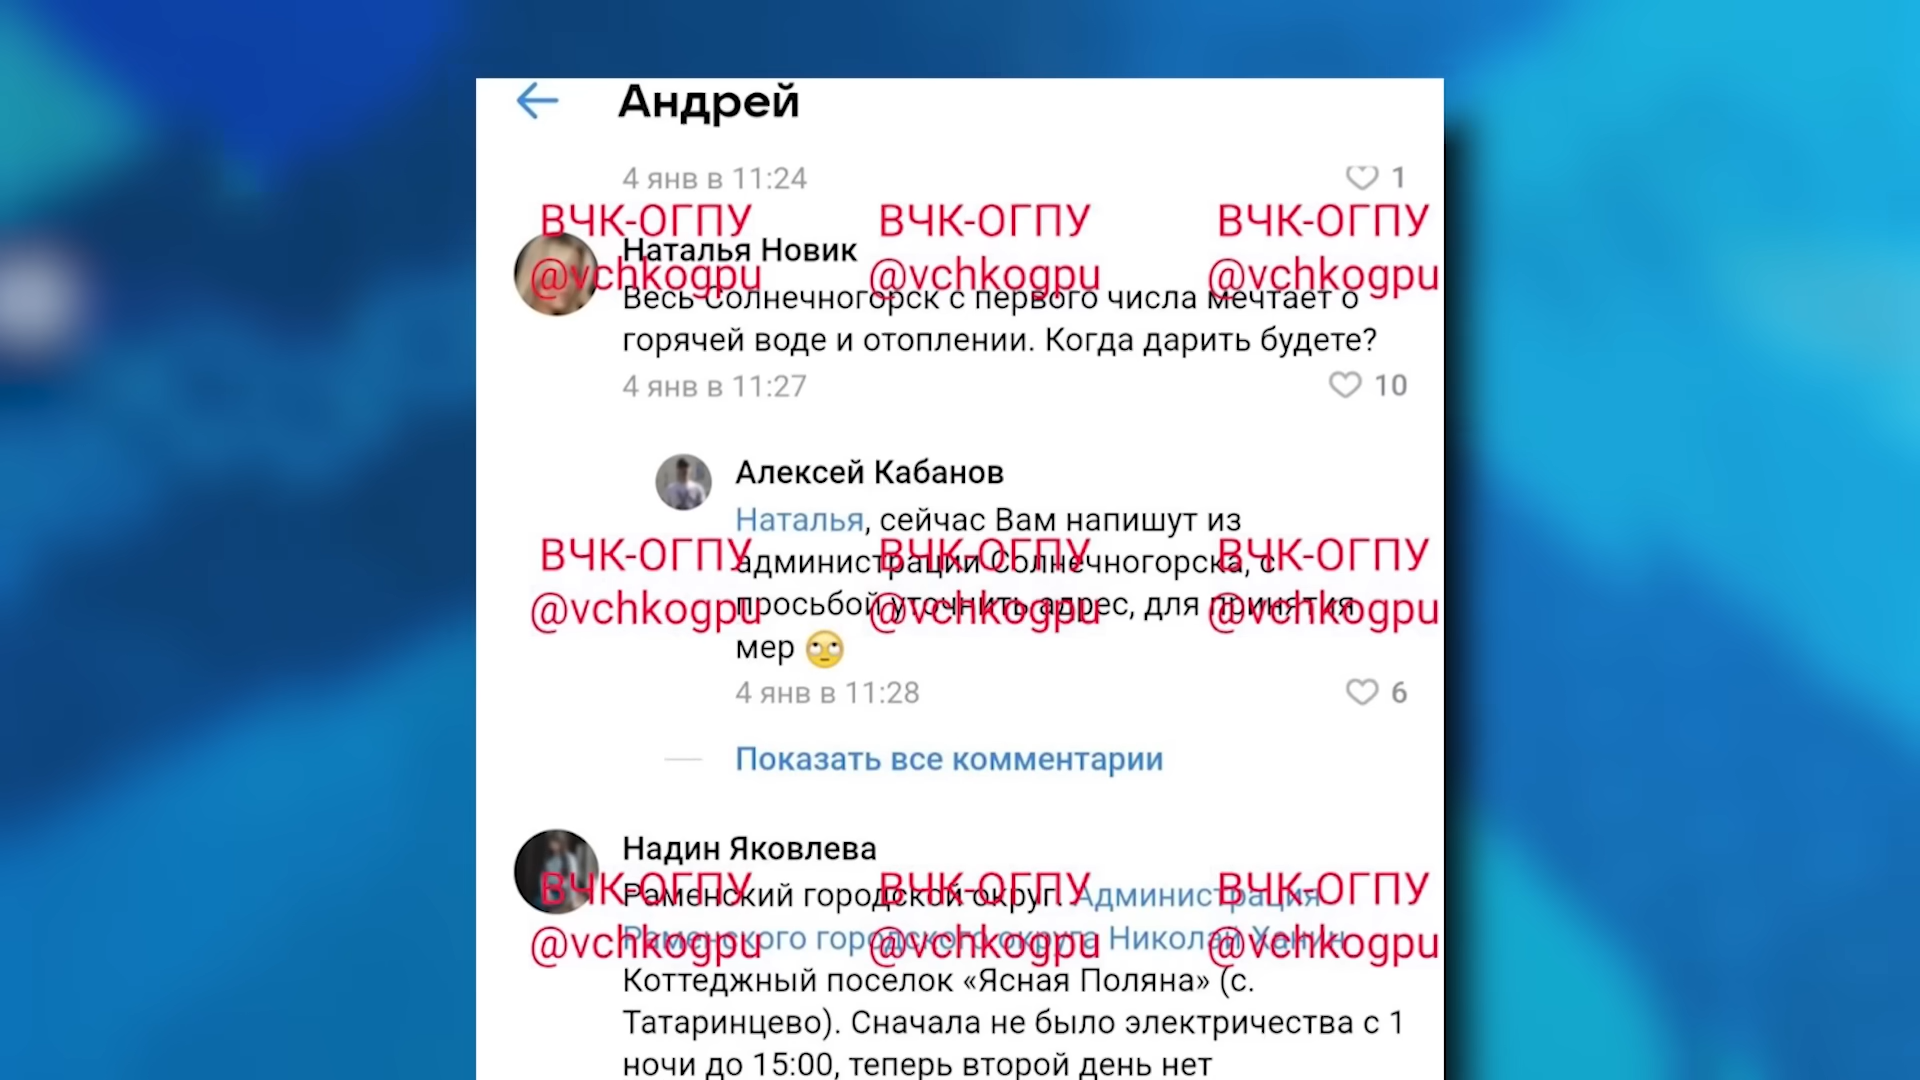 Андрей
4 янв в 11:24
1
ВЧК-ОГПУ ВЧК-ОГПУ ВЧК-ОГПУ
Наталья Новик
@vchkogpu @vchkogpu @vchkogpu
Весь Солнечногорск с первого числа мечтает о
горячей воде и отоплении. Когда дарить будете?
4 янв в 11:27
10
Алексей Кабанов
Наталья, сейчас Вам напишут из
ВЧК-ОГПУ ВЧК-ОГПУ ВЧК-ОГПУ
администрации Солнечногорска, с
@vchkogpu @vchkogpu @vchkogpu
просьбой уточнить адрес, для принятия
мер 🙄
4 янв в 11:28
6
Показать все комментарии
Надин Яковлева
ВЧК-ОГПУ ВЧК-ОГПУ ВЧК-ОГПУ
Раменский городской округ. Администрация
Раменского городского округа Николай Ханин
@vchkogpu @vchkogpu @vchkogpu
Коттеджный поселок «Ясная Поляна» (с.
Татаринцево). Сначала не было электричества с 1
ночи до 15:00, теперь второй день нет